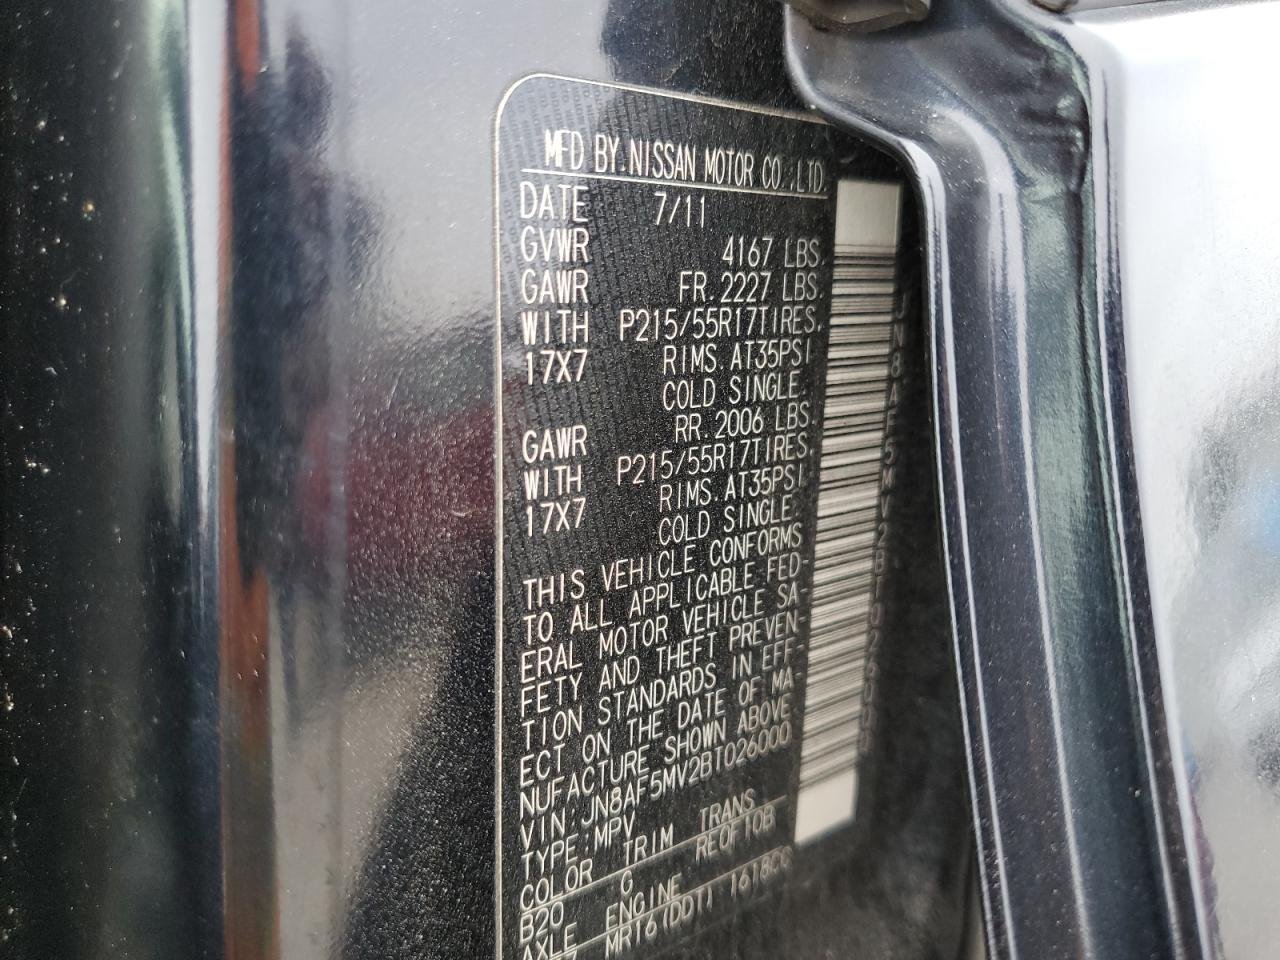 MFD BY.NISSAN MOTOR CO.,LTD.
DATE 7/11
GVWR 4167 LBS.
GAWR FR.2227 LBS.
WITH P215/55R17TIRES.
17X7 RIMS.AT35PSI
COLD SINGLE.
GAWR RR.2006 LBS.
WITH P215/55R17TIRES.
17X7 RIMS.AT35PSI
COLD SINGLE.
THIS VEHICLE CONFORMS
TO ALL APPLICABLE FED-
ERAL MOTOR VEHICLE SA-
FETY AND THEFT PREVEN-
TION STANDARDS IN EFF-
ECT ON THE DATE OF MA-
NUFACTURE SHOWN ABOVE
VIN:JN8AF5MV2BT026000
TYPE:MPV
COLOR TRIM TRANS
B20 G RE0F10B
AXLE ENGINE
MR16(DDT) 1618CC
JN8AF5MV2BT026000